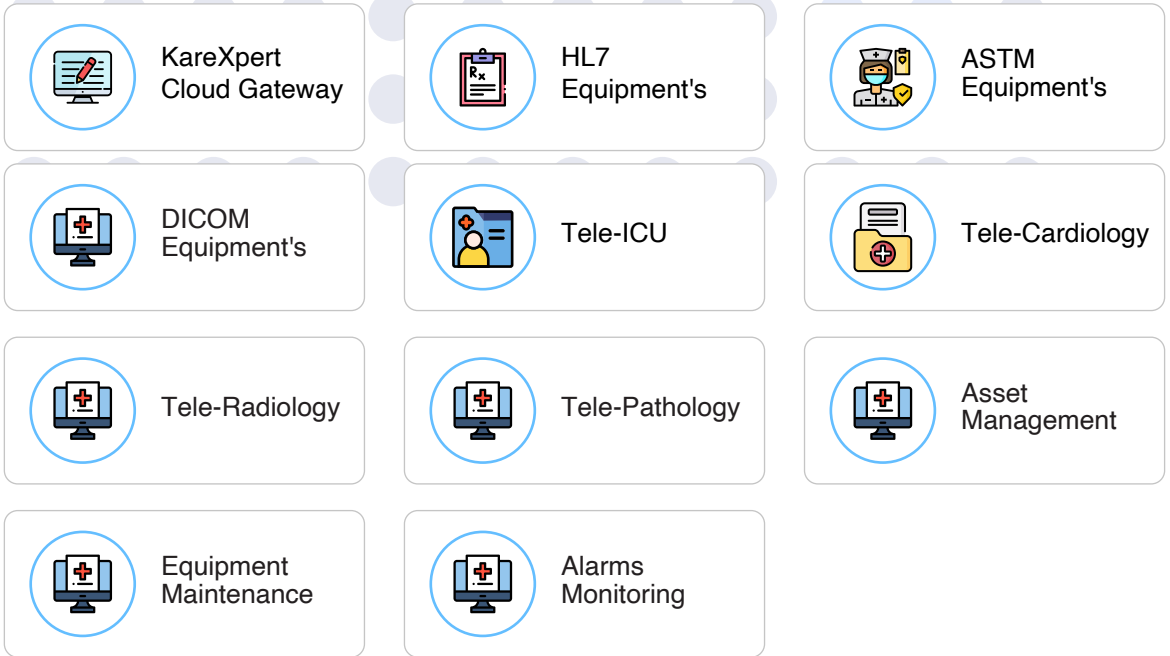 KareXpert
Cloud Gateway
HL7
Equipment's
ASTM
Equipment's
DICOM
Equipment's
Tele-ICU
Tele-Cardiology
Tele-Radiology
Tele-Pathology
Asset
Management
Equipment
Maintenance
Alarms
Monitoring